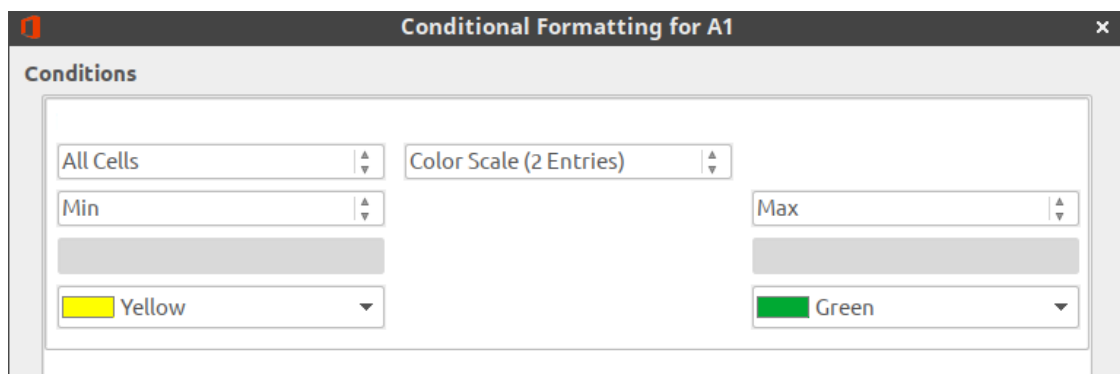 Conditional Formatting for A1
Conditions
All Cells Color Scale (2 Entries)
Min Max
Yellow Green